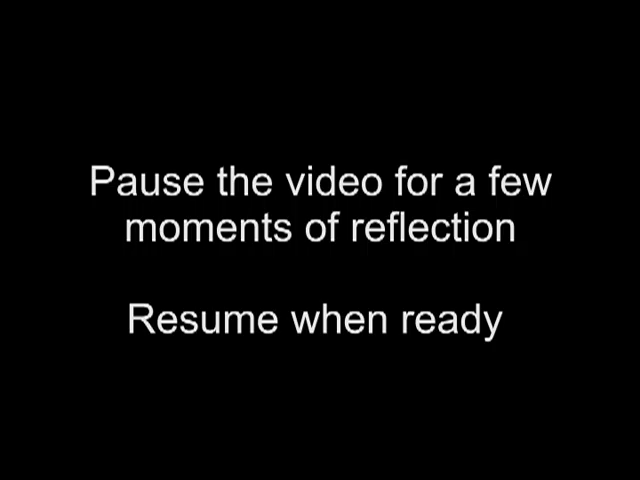 Pause the video for a few
moments of reflection
Resume when ready